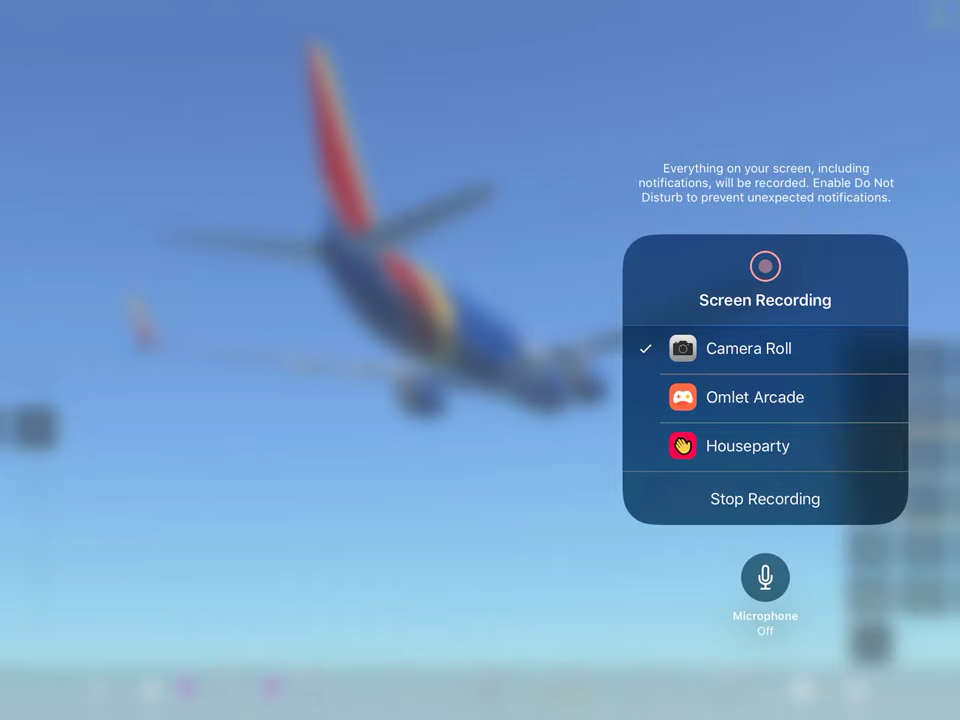 Everything on your screen, including
notifications, will be recorded. Enable Do Not
Disturb to prevent unexpected notifications.
Screen Recording
Camera Roll
Omlet Arcade
Houseparty
Stop Recording
Microphone
Off